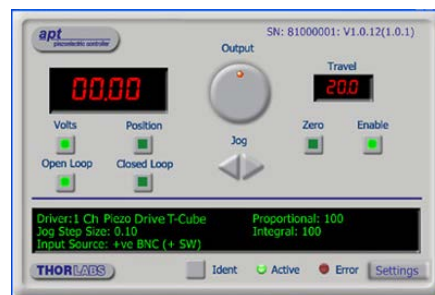 apt
piezoelectric controller
SN: 81000001: V1.0.12(1.0.1)
Output
Travel
00.00
20.0
Volts
Position
Zero
Enable
Jog
Open Loop
Closed Loop
Driver:1 Ch Piezo Drive T-Cube
Proportional: 100
Jog Step Size: 0.10
Integral: 100
Input Source: +ve BNC (+ SW)
THORLABS
Ident
Active
Error
Settings